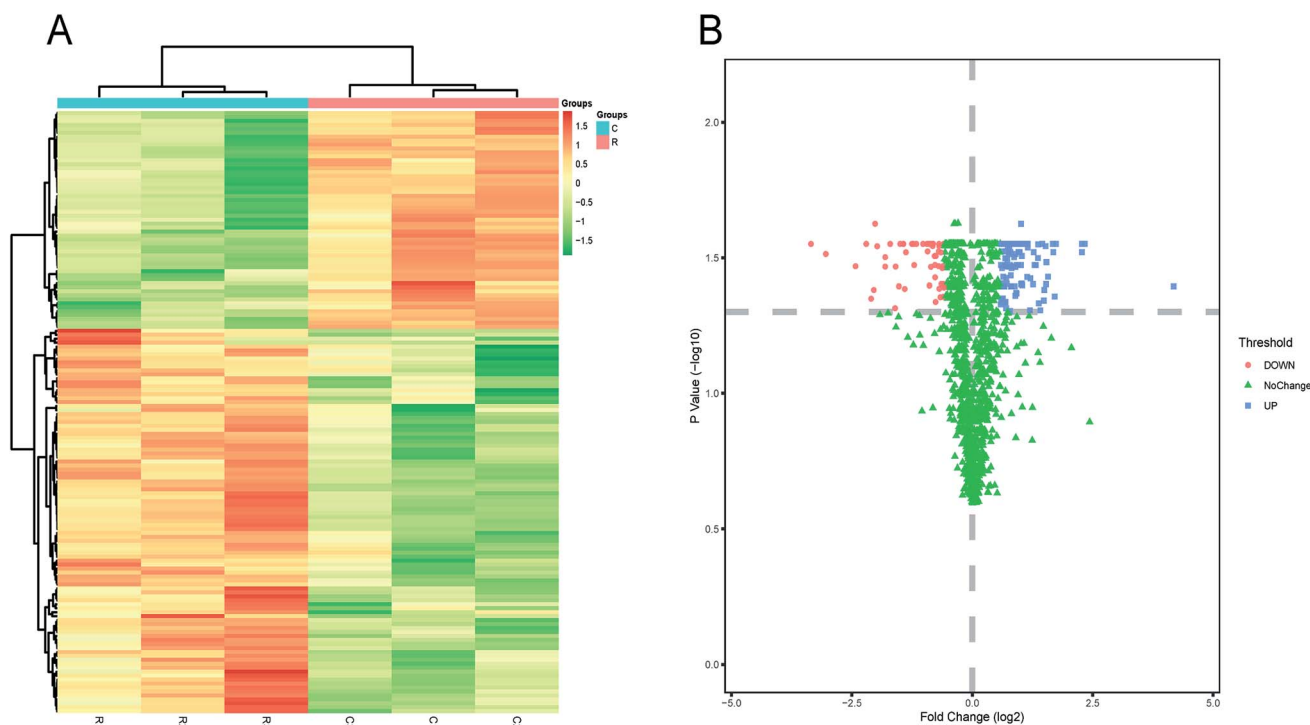 A
B
Groups
1.5
1
0.5
0
-0.5
-1
-1.5
Groups
C
R
R
R
R
C
C
C
P Value (-log10)
2.0
1.5
1.0
0.5
0.0
-5.0
-2.5
0.0
2.5
5.0
Fold Change (log2)
Threshold
DOWN
NoChange
UP